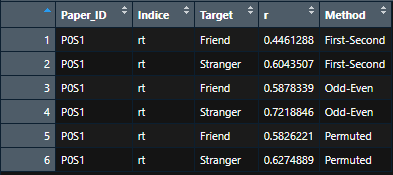 Paper_ID Indice Target r Method
1 P0S1 rt Friend 0.4461288 First-Second
2 P0S1 rt Stranger 0.6043507 First-Second
3 P0S1 rt Friend 0.5878339 Odd-Even
4 P0S1 rt Stranger 0.7218846 Odd-Even
5 P0S1 rt Friend 0.5826221 Permuted
6 P0S1 rt Stranger 0.6274889 Permuted